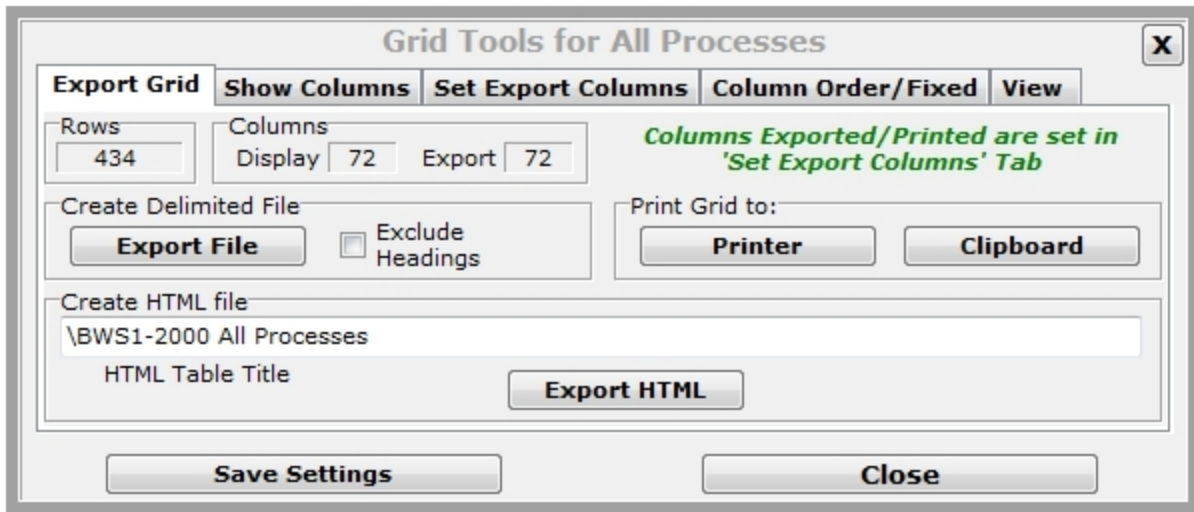 Grid Tools for All Processes
X
Export Grid Show Columns Set Export Columns Column Order/Fixed View
Rows
434
Columns
Display 72 Export 72
Columns Exported/Printed are set in
'Set Export Columns' Tab
Create Delimited File
Export File
Exclude
Headings
Print Grid to:
Printer Clipboard
Create HTML file
\BWS1-2000 All Processes
HTML Table Title
Export HTML
Save Settings Close